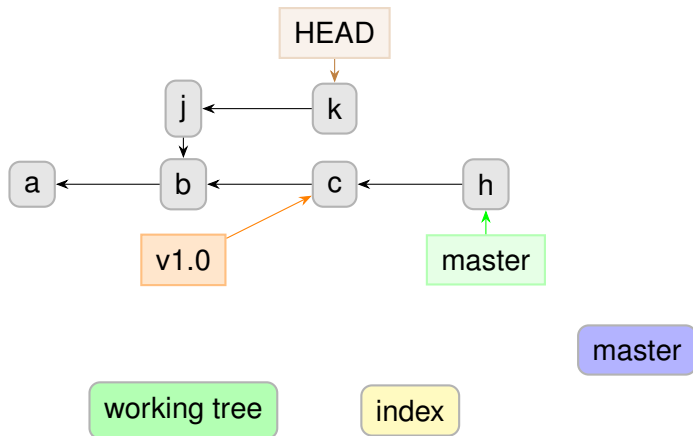 HEAD
j
k
a
b
c
h
v1.0
master
master
working tree
index